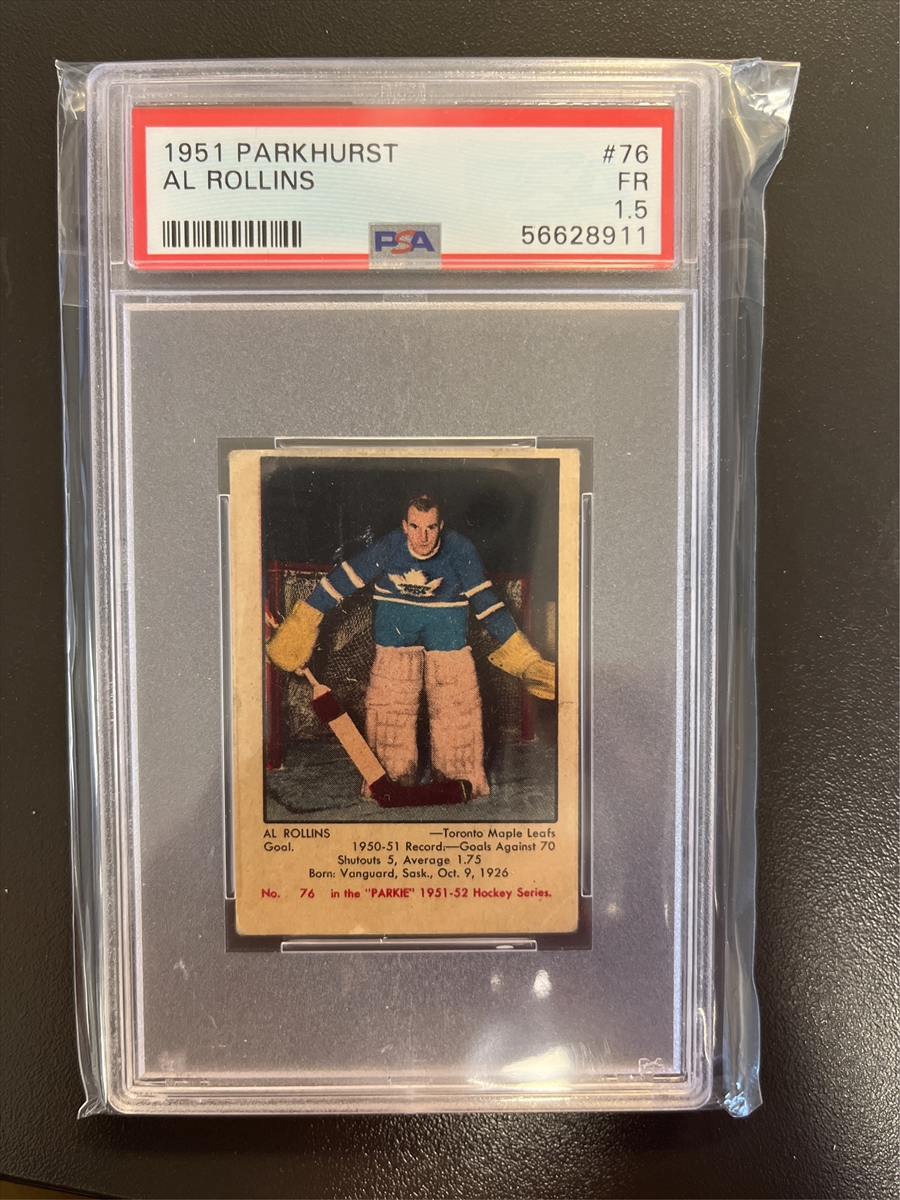 1951 PARKHURST #76
AL ROLLINS FR
1.5
56628911
PSA
AL ROLLINS —Toronto Maple Leafs
Goal. 1950-51 Record:—Goals Against 70
Shutouts 5, Average 1.75
Born: Vanguard, Sask., Oct. 9, 1926
No. 76 in the "PARKIE" 1951-52 Hockey Series.